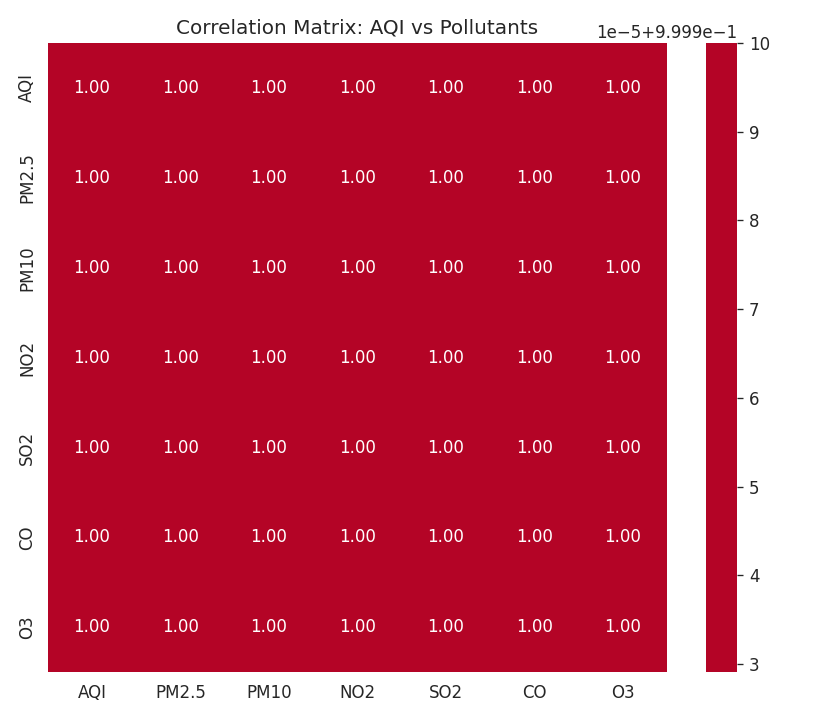 Correlation Matrix: AQI vs Pollutants
1e−5+9.999e−1
AQI 1.00 1.00 1.00 1.00 1.00 1.00 1.00
PM2.5 1.00 1.00 1.00 1.00 1.00 1.00 1.00
PM10 1.00 1.00 1.00 1.00 1.00 1.00 1.00
NO2 1.00 1.00 1.00 1.00 1.00 1.00 1.00
SO2 1.00 1.00 1.00 1.00 1.00 1.00 1.00
CO 1.00 1.00 1.00 1.00 1.00 1.00 1.00
O3 1.00 1.00 1.00 1.00 1.00 1.00 1.00
AQI PM2.5 PM10 NO2 SO2 CO O3
10
9
8
7
6
5
4
3